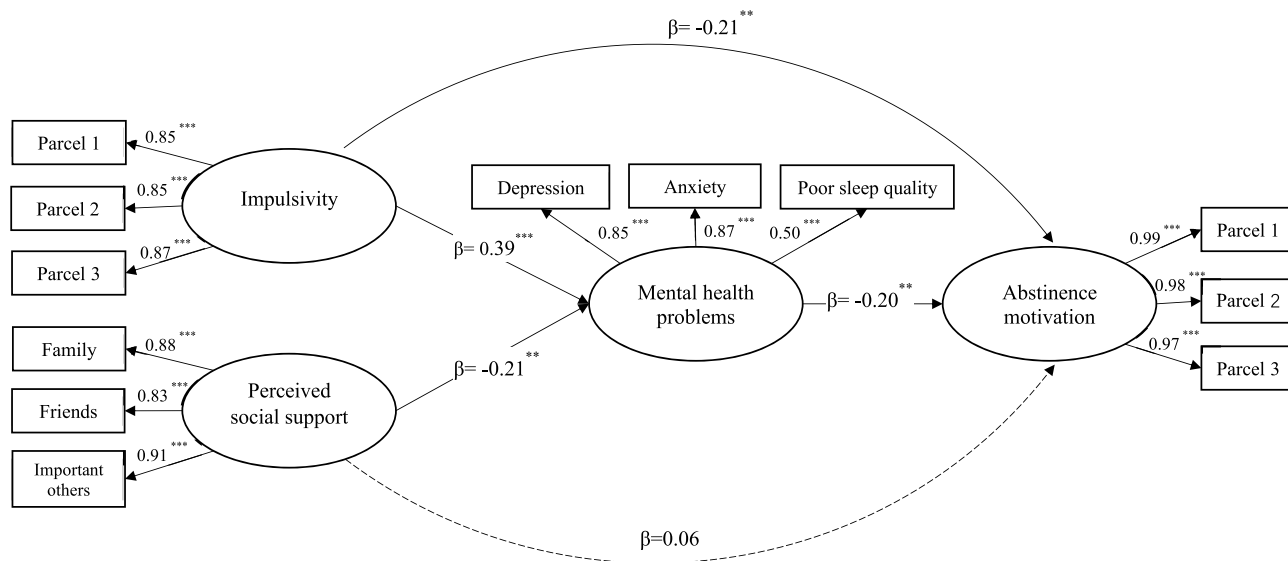 β= -0.21**
Parcel 1
0.85***
Parcel 2
0.85***
Parcel 3
0.87***
Impulsivity
Depression
Anxiety
Poor sleep quality
0.85***
0.87***
0.50***
β= 0.39***
Mental health
problems
β= -0.20**
Abstinence
motivation
0.99***
Parcel 1
0.98***
Parcel 2
0.97***
Parcel 3
Family
0.88***
Friends
0.83***
Important
others
0.91***
Perceived
social support
β= -0.21**
β=0.06